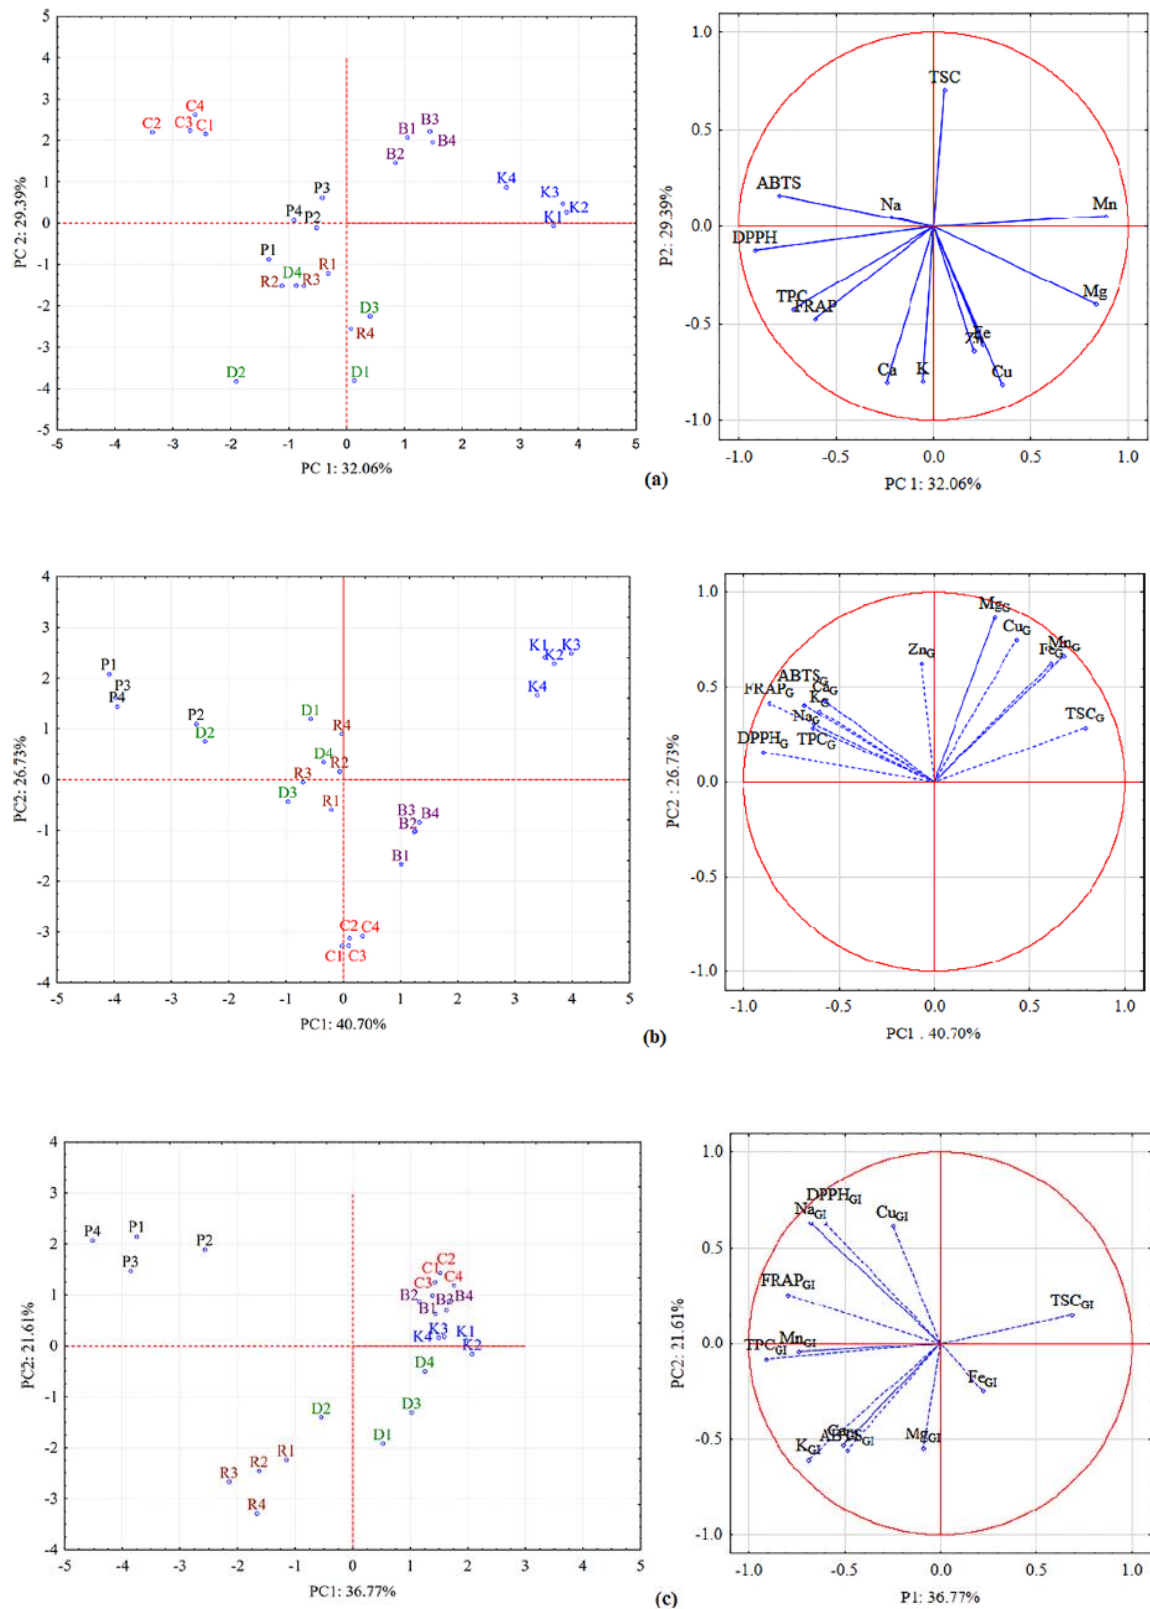 5
4
3
2
1
0
-1
-2
-3
-4
-5
PC 2: 29.39%
C4
C2
C3
C1
B3
B1
B4
B2
K4
K3
K2
K1
P3
P4
P2
P1
R1
D4
R2
R3
D3
R4
D2
D1
-5
-4
-3
-2
-1
0
1
2
3
4
5
PC 1: 32.06%
1.0
0.5
0.0
-0.5
-1.0
P2: 29.39%
TSC
ABTS
Na
Mn
DPPH
Mg
TPC
FRAP
Fe
Ca
K
Cu
-1.0
-0.5
0.0
0.5
1.0
PC 1: 32.06%
(a)
4
3
2
1
0
-1
-2
-3
-4
PC2: 26.73%
K1
K3
K2
K4
P1
P3
P4
P2
D2
D1
R4
D4
R2
R3
D3
R1
B3
B4
B2
B1
C2
C4
C1
C3
-5
-4
-3
-2
-1
0
1
2
3
4
5
PC1: 40.70%
1.0
0.5
0.0
-0.5
-1.0
PC2 : 26.73%
MgG
CuG
MnG
ZnG
FeG
ABTSG
FRAPG
CaG
KG
NaG
TSCG
DPPHG
TPCG
-1.0
-0.5
0.0
0.5
1.0
PC1 . 40.70%
(b)
4
3
2
1
0
-1
-2
-3
-4
PC2: 21.61%
P4
P1
P2
P3
C2
C1
C4
C3
B2
B3
B4
B1
K3
K4
K1
K2
D4
D2
D3
D1
R1
R2
R3
R4
-5
-4
-3
-2
-1
0
1
2
3
4
5
PC1: 36.77%
1.0
0.5
0.0
-0.5
-1.0
PC2: 21.61%
DPPHGI
NaGI
CuGI
FRAPGI
TSCGI
MnGI
TPCGI
FeGI
ABTSGI
MgGI
KGI
-1.0
-0.5
0.0
0.5
1.0
P1: 36.77%
(c)